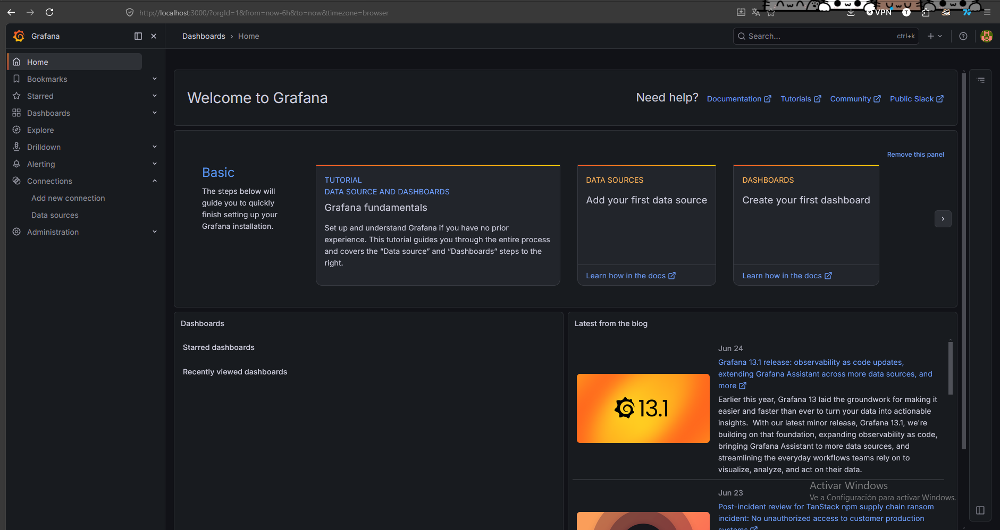 http://localhost:3000/?orgId=1&from=now-6h&to=now&timezone=browser
VPN
T
Grafana
Dashboards › Home
Search...
ctrl+k
Home
Bookmarks
Starred
Dashboards
Explore
Drilldown
Alerting
Connections
Add new connection
Data sources
Administration
Welcome to Grafana
Need help?
Documentation
Tutorials
Community
Public Slack
Remove this panel
Basic
The steps below will
guide you to quickly
finish setting up your
Grafana installation.
TUTORIAL
DATA SOURCE AND DASHBOARDS
Grafana fundamentals
Set up and understand Grafana if you have no prior
experience. This tutorial guides you through the entire process
and covers the “Data source” and “Dashboards” steps to the
right.
DATA SOURCES
Add your first data source
Learn how in the docs
DASHBOARDS
Create your first dashboard
Learn how in the docs
Dashboards
Starred dashboards
Recently viewed dashboards
Latest from the blog
13.1
Jun 24
Grafana 13.1 release: observability as code updates,
extending Grafana Assistant across more data sources, and
more
Earlier this year, Grafana 13 laid the groundwork for making it
easier and faster than ever to turn your data into actionable
insights.  With our latest minor release, Grafana 13.1, we're
building on that foundation, expanding observability as code,
bringing Grafana Assistant to more data sources, and
streamlining the everyday workflows teams rely on to
visualize, analyze, and act on their data.
Jun 23
Post-incident review for TanStack npm supply chain ransom
incident: No unauthorized access to customer production
systems
Activar Windows
Ve a Configuración para activar Windows.